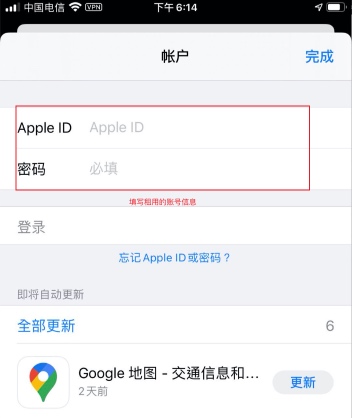 中国电信 VPN 下午6:14
帐户 完成
Apple ID Apple ID
密码 必填
填写租用的账号信息
登录
忘记 Apple ID 或密码？
即将自动更新
全部更新 6
Google 地图 - 交通信息和... 更新
2天前